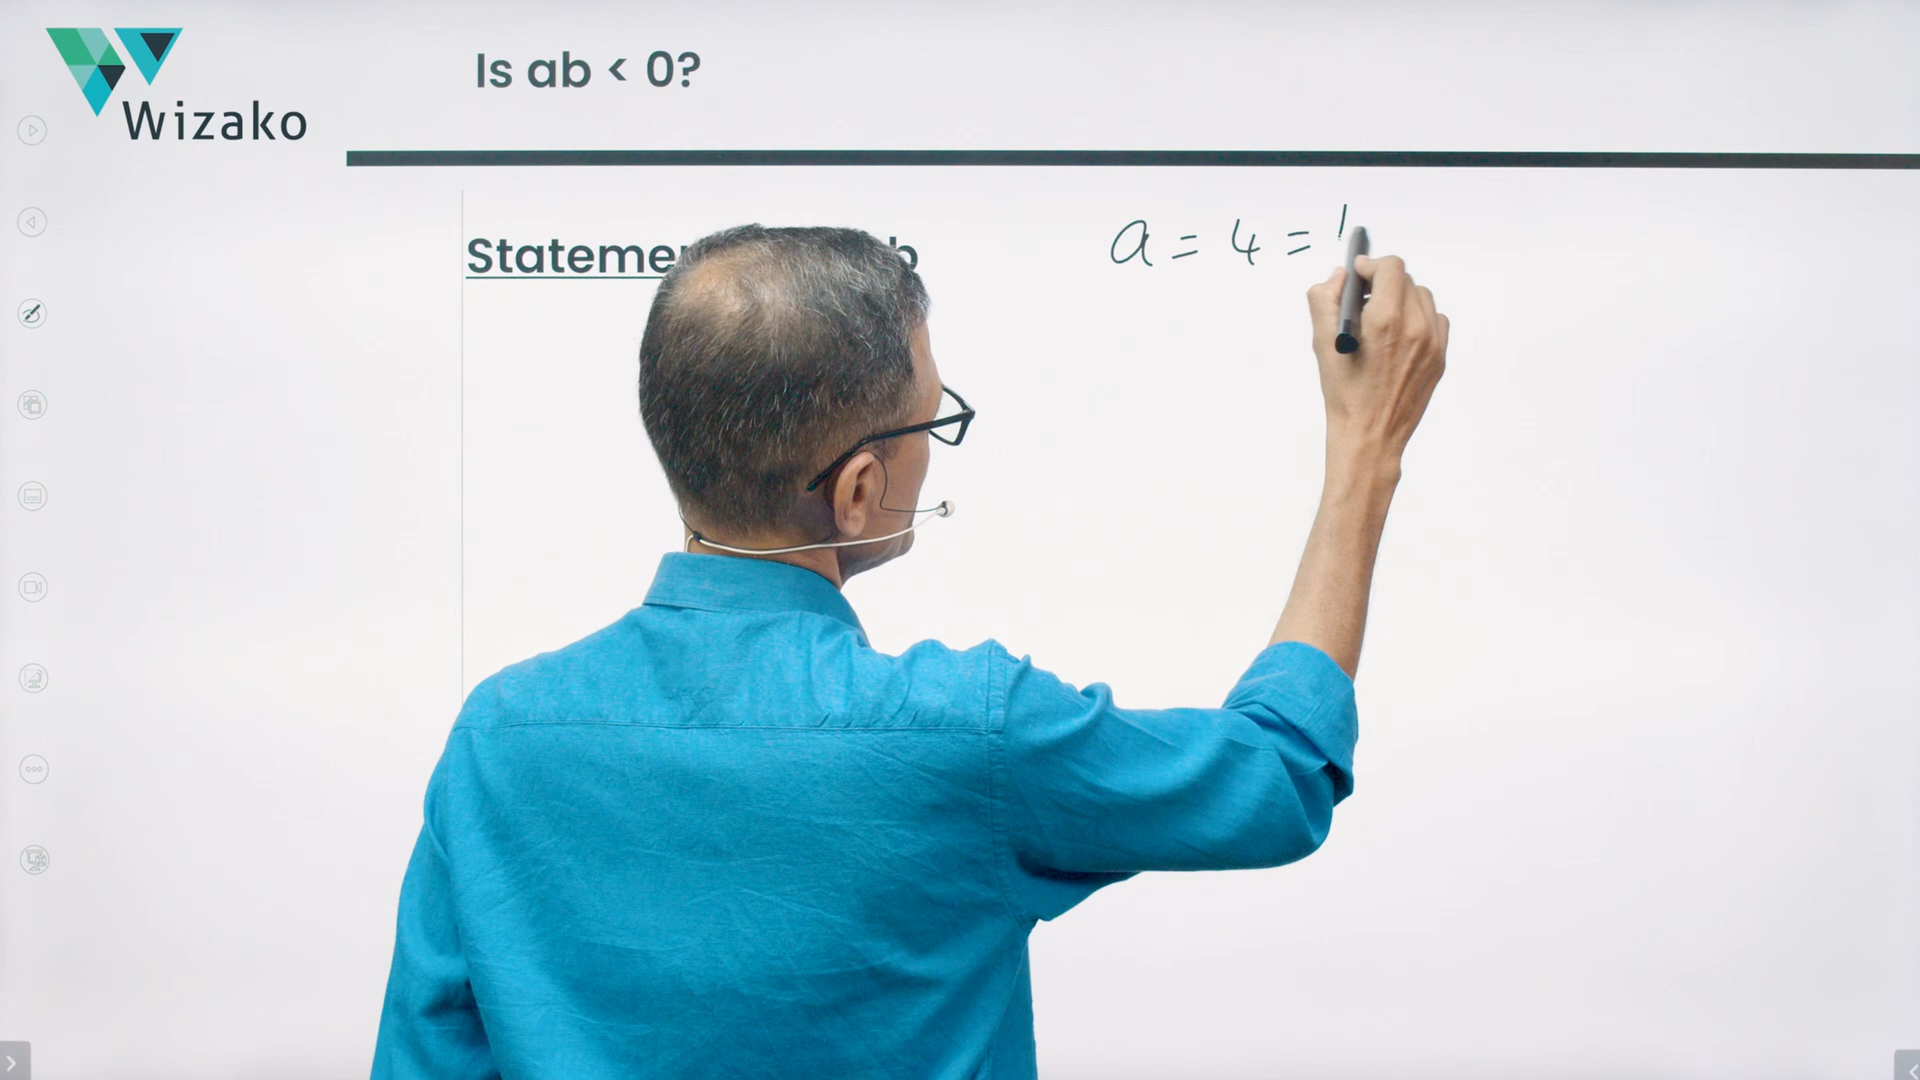 Wizako
Is ab < 0?
a = 4 =